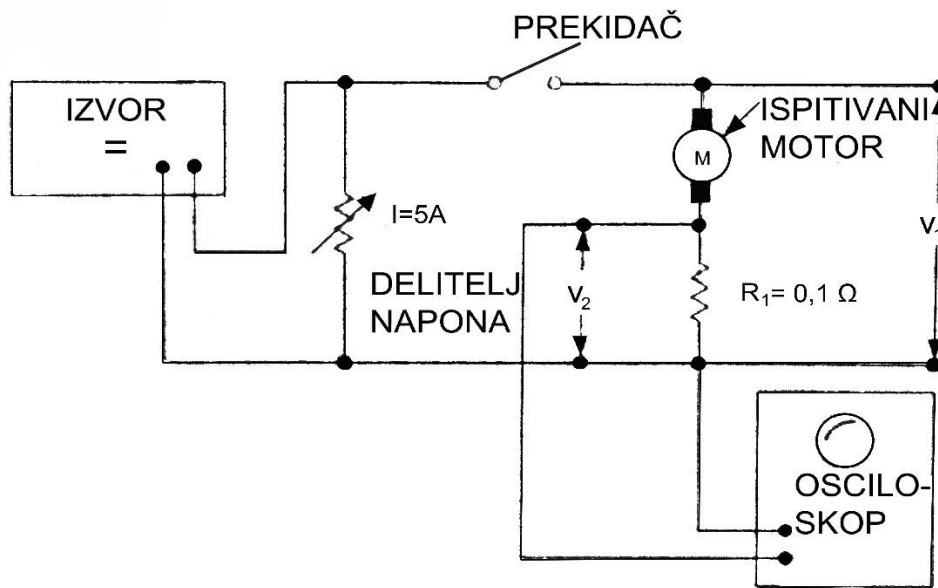 PREKIDAČ
IZVOR
=
ISPITIVANI
MOTOR
M
I=5A
DELITELJ
NAPONA
V₂
R₁= 0,1 Ω
OSCILO-
SKOP